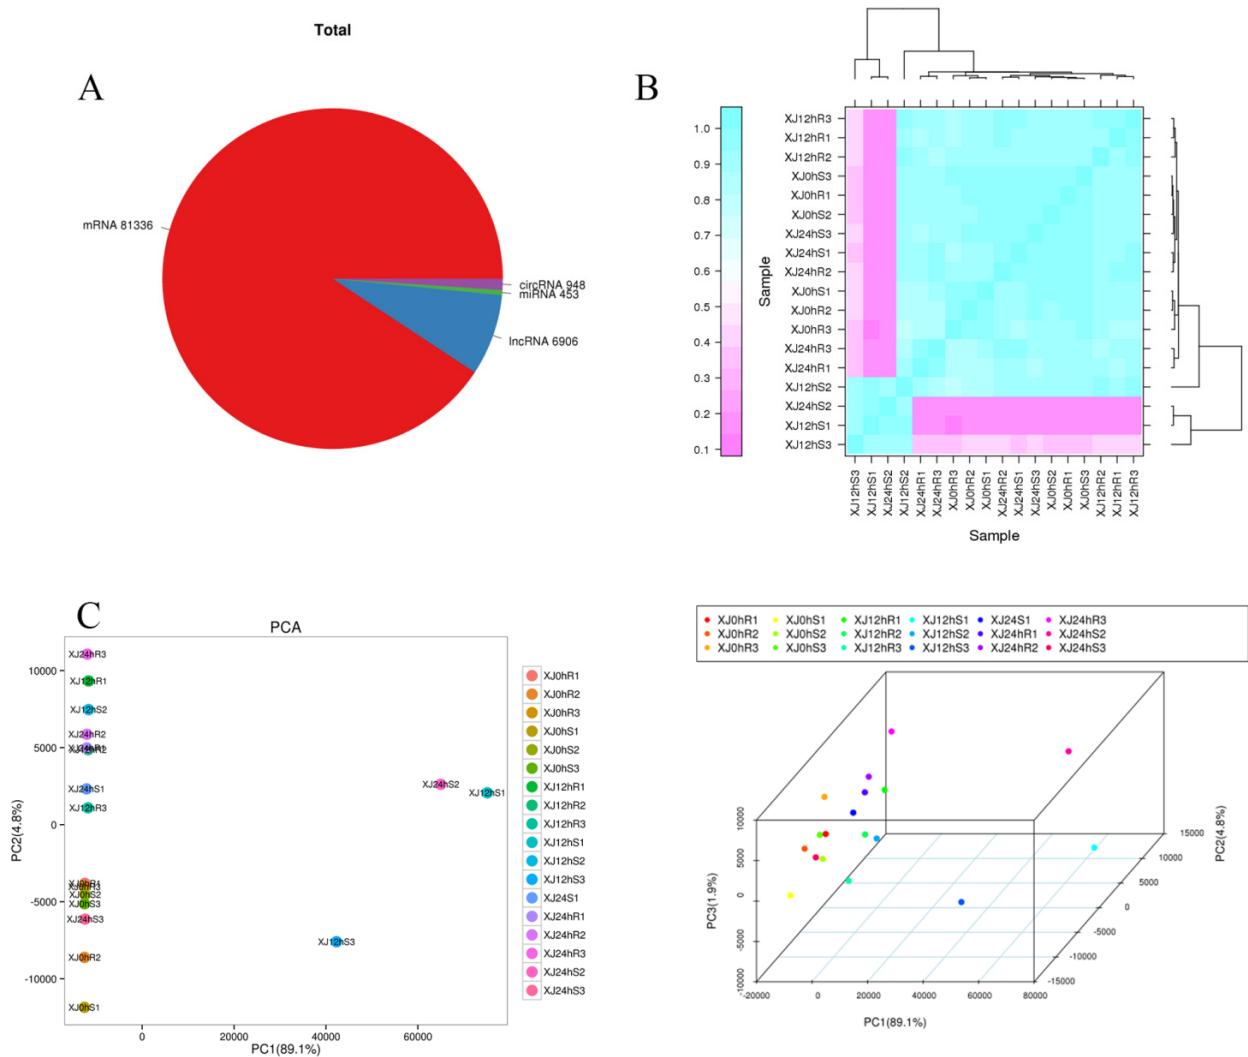 Total
A
mRNA 81336
circRNA 948
miRNA 453
lncRNA 6906
B
1.0
0.9
0.8
0.7
0.6
0.5
0.4
0.3
0.2
0.1
Sample
XJ12hR3
XJ12hR1
XJ12hR2
XJ0hS3
XJ0hR1
XJ0hS2
XJ24hS3
XJ24hS1
XJ24hR2
XJ0hS1
XJ0hR2
XJ0hR3
XJ24hR3
XJ24hR1
XJ12hS2
XJ24hS2
XJ12hS1
XJ12hS3
XJ12hS3
XJ12hS1
XJ24hS2
XJ12hS2
XJ24hR1
XJ24hR3
XJ0hR3
XJ0hR2
XJ0hS1
XJ24hR2
XJ24hS1
XJ24hS3
XJ0hS2
XJ0hR1
XJ0hS3
XJ12hR2
XJ12hR1
XJ12hR3
Sample
C
PCA
PC2(4.8%)
10000
5000
0
-5000
-10000
XJ24hR3
XJ12hR1
XJ12hS2
XJ24hR2
XJ24hR1
XJ12hR2
XJ24hS1
XJ12hR3
XJ0hR1
XJ0hR3
XJ0hS2
XJ0hS3
XJ24hS3
XJ0hR2
XJ0hS1
XJ24hS2
XJ12hS1
XJ12hS3
0
20000
40000
60000
PC1(89.1%)
XJ0hR1
XJ0hR2
XJ0hR3
XJ0hS1
XJ0hS2
XJ0hS3
XJ12hR1
XJ12hR2
XJ12hR3
XJ12hS1
XJ12hS2
XJ12hS3
XJ24S1
XJ24hR1
XJ24hR2
XJ24hR3
XJ24hS2
XJ24hS3
XJ0hR1 XJ0hS1 XJ12hR1 XJ12hS1 XJ24S1 XJ24hR3
XJ0hR2 XJ0hS2 XJ12hR2 XJ12hS2 XJ24hR1 XJ24hS2
XJ0hR3 XJ0hS3 XJ12hR3 XJ12hS3 XJ24hR2 XJ24hS3
PC3(1.9%)
10000
5000
0
-5000
-10000
-20000
0
20000
40000
60000
80000
PC1(89.1%)
15000
10000
5000
0
-5000
-10000
-15000
PC2(4.8%)